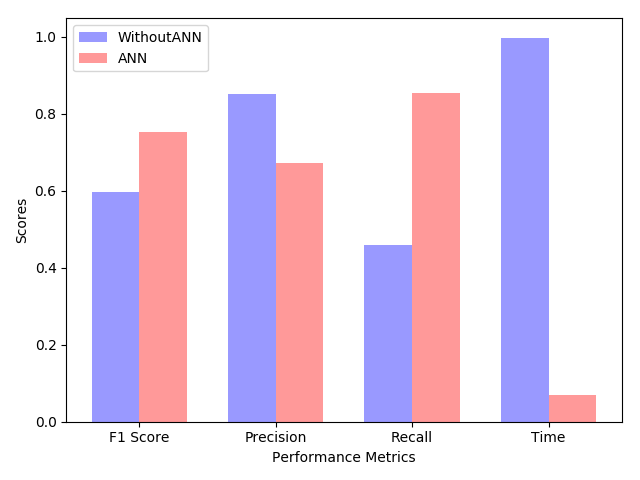 WithoutANN
ANN
1.0
0.8
0.6
0.4
0.2
0.0
Scores
F1 Score
Precision
Recall
Time
Performance Metrics